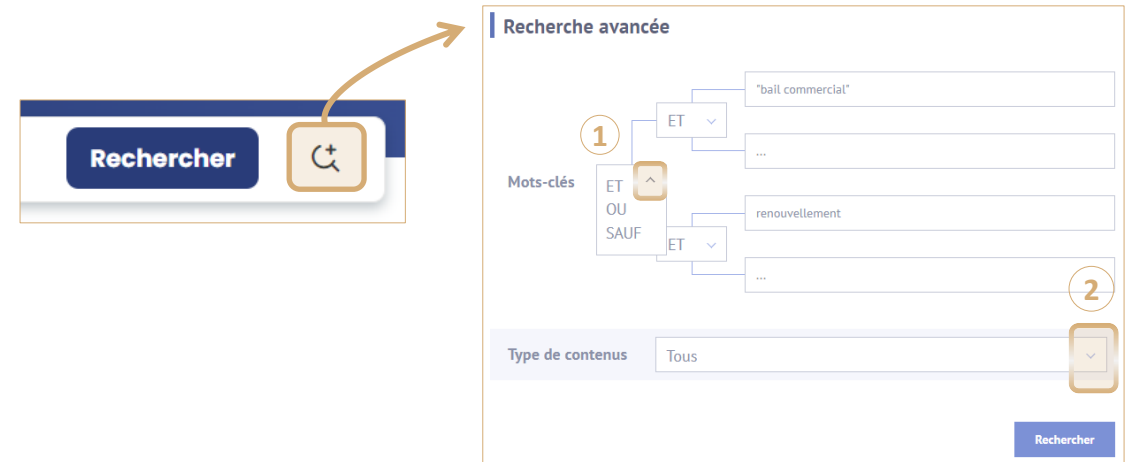 Rechercher
Recherche avancée
"bail commercial"
ET
1
...
Mots-clés
ET
OU
SAUF
renouvellement
ET
...
2
Type de contenus
Tous
Rechercher